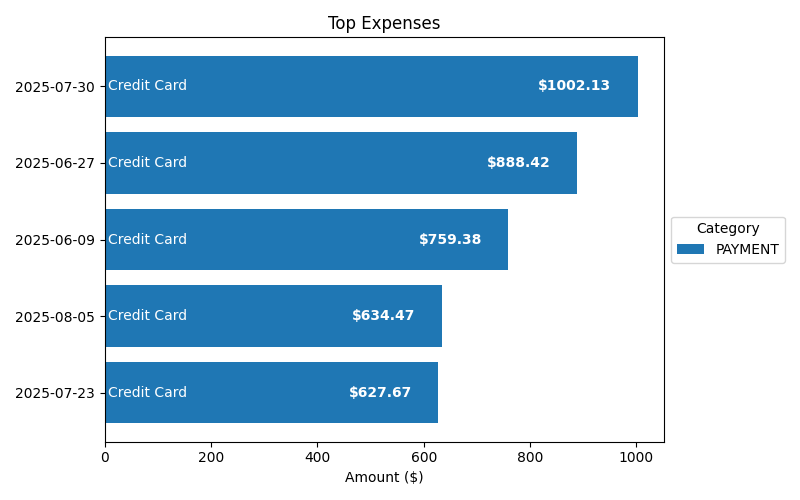 Top Expenses
2025-07-30 Credit Card $1002.13
2025-06-27 Credit Card $888.42
2025-06-09 Credit Card $759.38
2025-08-05 Credit Card $634.47
2025-07-23 Credit Card $627.67
Category
PAYMENT
0 200 400 600 800 1000
Amount ($)